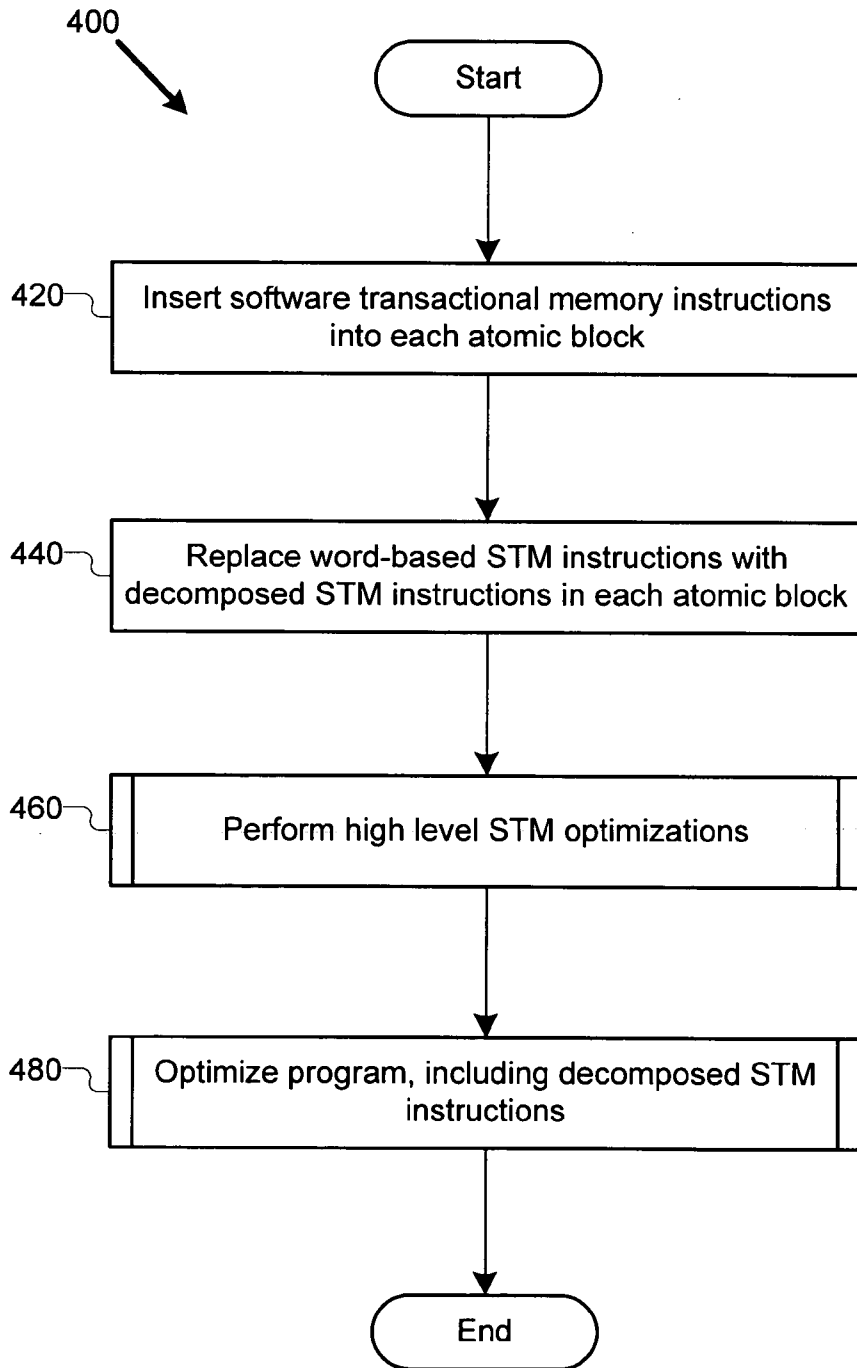 400
Start
420
Insert software transactional memory instructions
into each atomic block
440
Replace word-based STM instructions with
decomposed STM instructions in each atomic block
460
Perform high level STM optimizations
480
Optimize program, including decomposed STM
instructions
End